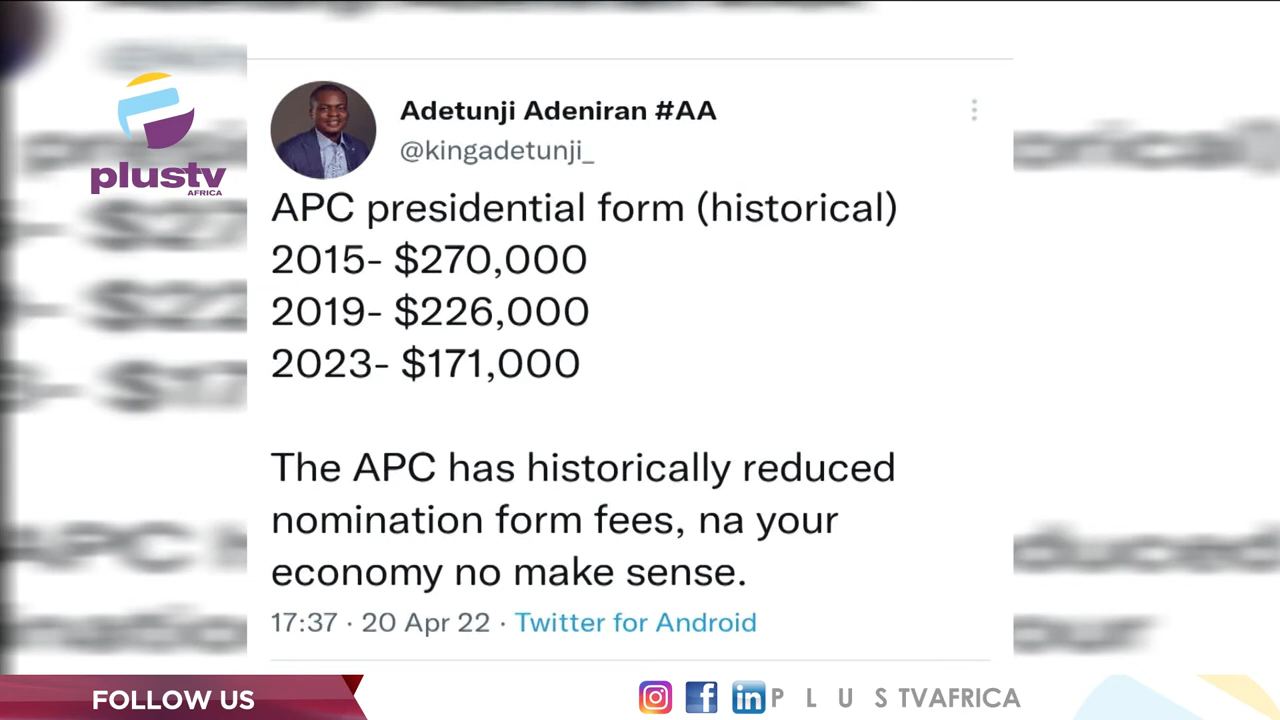 plustv
AFRICA
Adetunji Adeniran #AA
@kingadetunji_
APC presidential form (historical)
2015- $270,000
2019- $226,000
2023- $171,000
The APC has historically reduced
nomination form fees, na your
economy no make sense.
17:37 · 20 Apr 22 · Twitter for Android
FOLLOW US
PLUS TVAFRICA